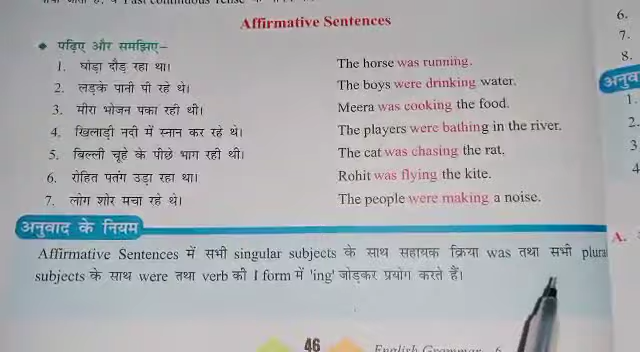 Affirmative Sentences
◆ पढ़िए और समझिए–
1. घोड़ा दौड़ रहा था। The horse was running.
2. लड़के पानी पी रहे थे। The boys were drinking water.
3. मीरा भोजन पका रही थी। Meera was cooking the food.
4. खिलाड़ी नदी में स्नान कर रहे थे। The players were bathing in the river.
5. बिल्ली चूहे के पीछे भाग रही थी। The cat was chasing the rat.
6. रोहित पतंग उड़ा रहा था। Rohit was flying the kite.
7. लोग शोर मचा रहे थे। The people were making a noise.
अनुवाद के नियम
Affirmative Sentences में सभी singular subjects के साथ सहायक क्रिया was तथा सभी plura
subjects के साथ were तथा verb की I form में 'ing' जोड़कर प्रयोग करते हैं।
46
English Grammar
6.
7.
8.
अनुव
1.
2.
3
4
A.